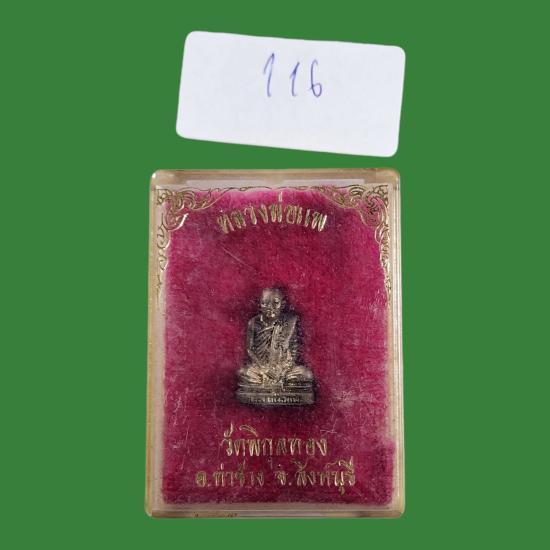 116
หลวงพ่อแพ
วัดพิกุลทอง
อ.ท่าช้าง จ.สิงห์บุรี